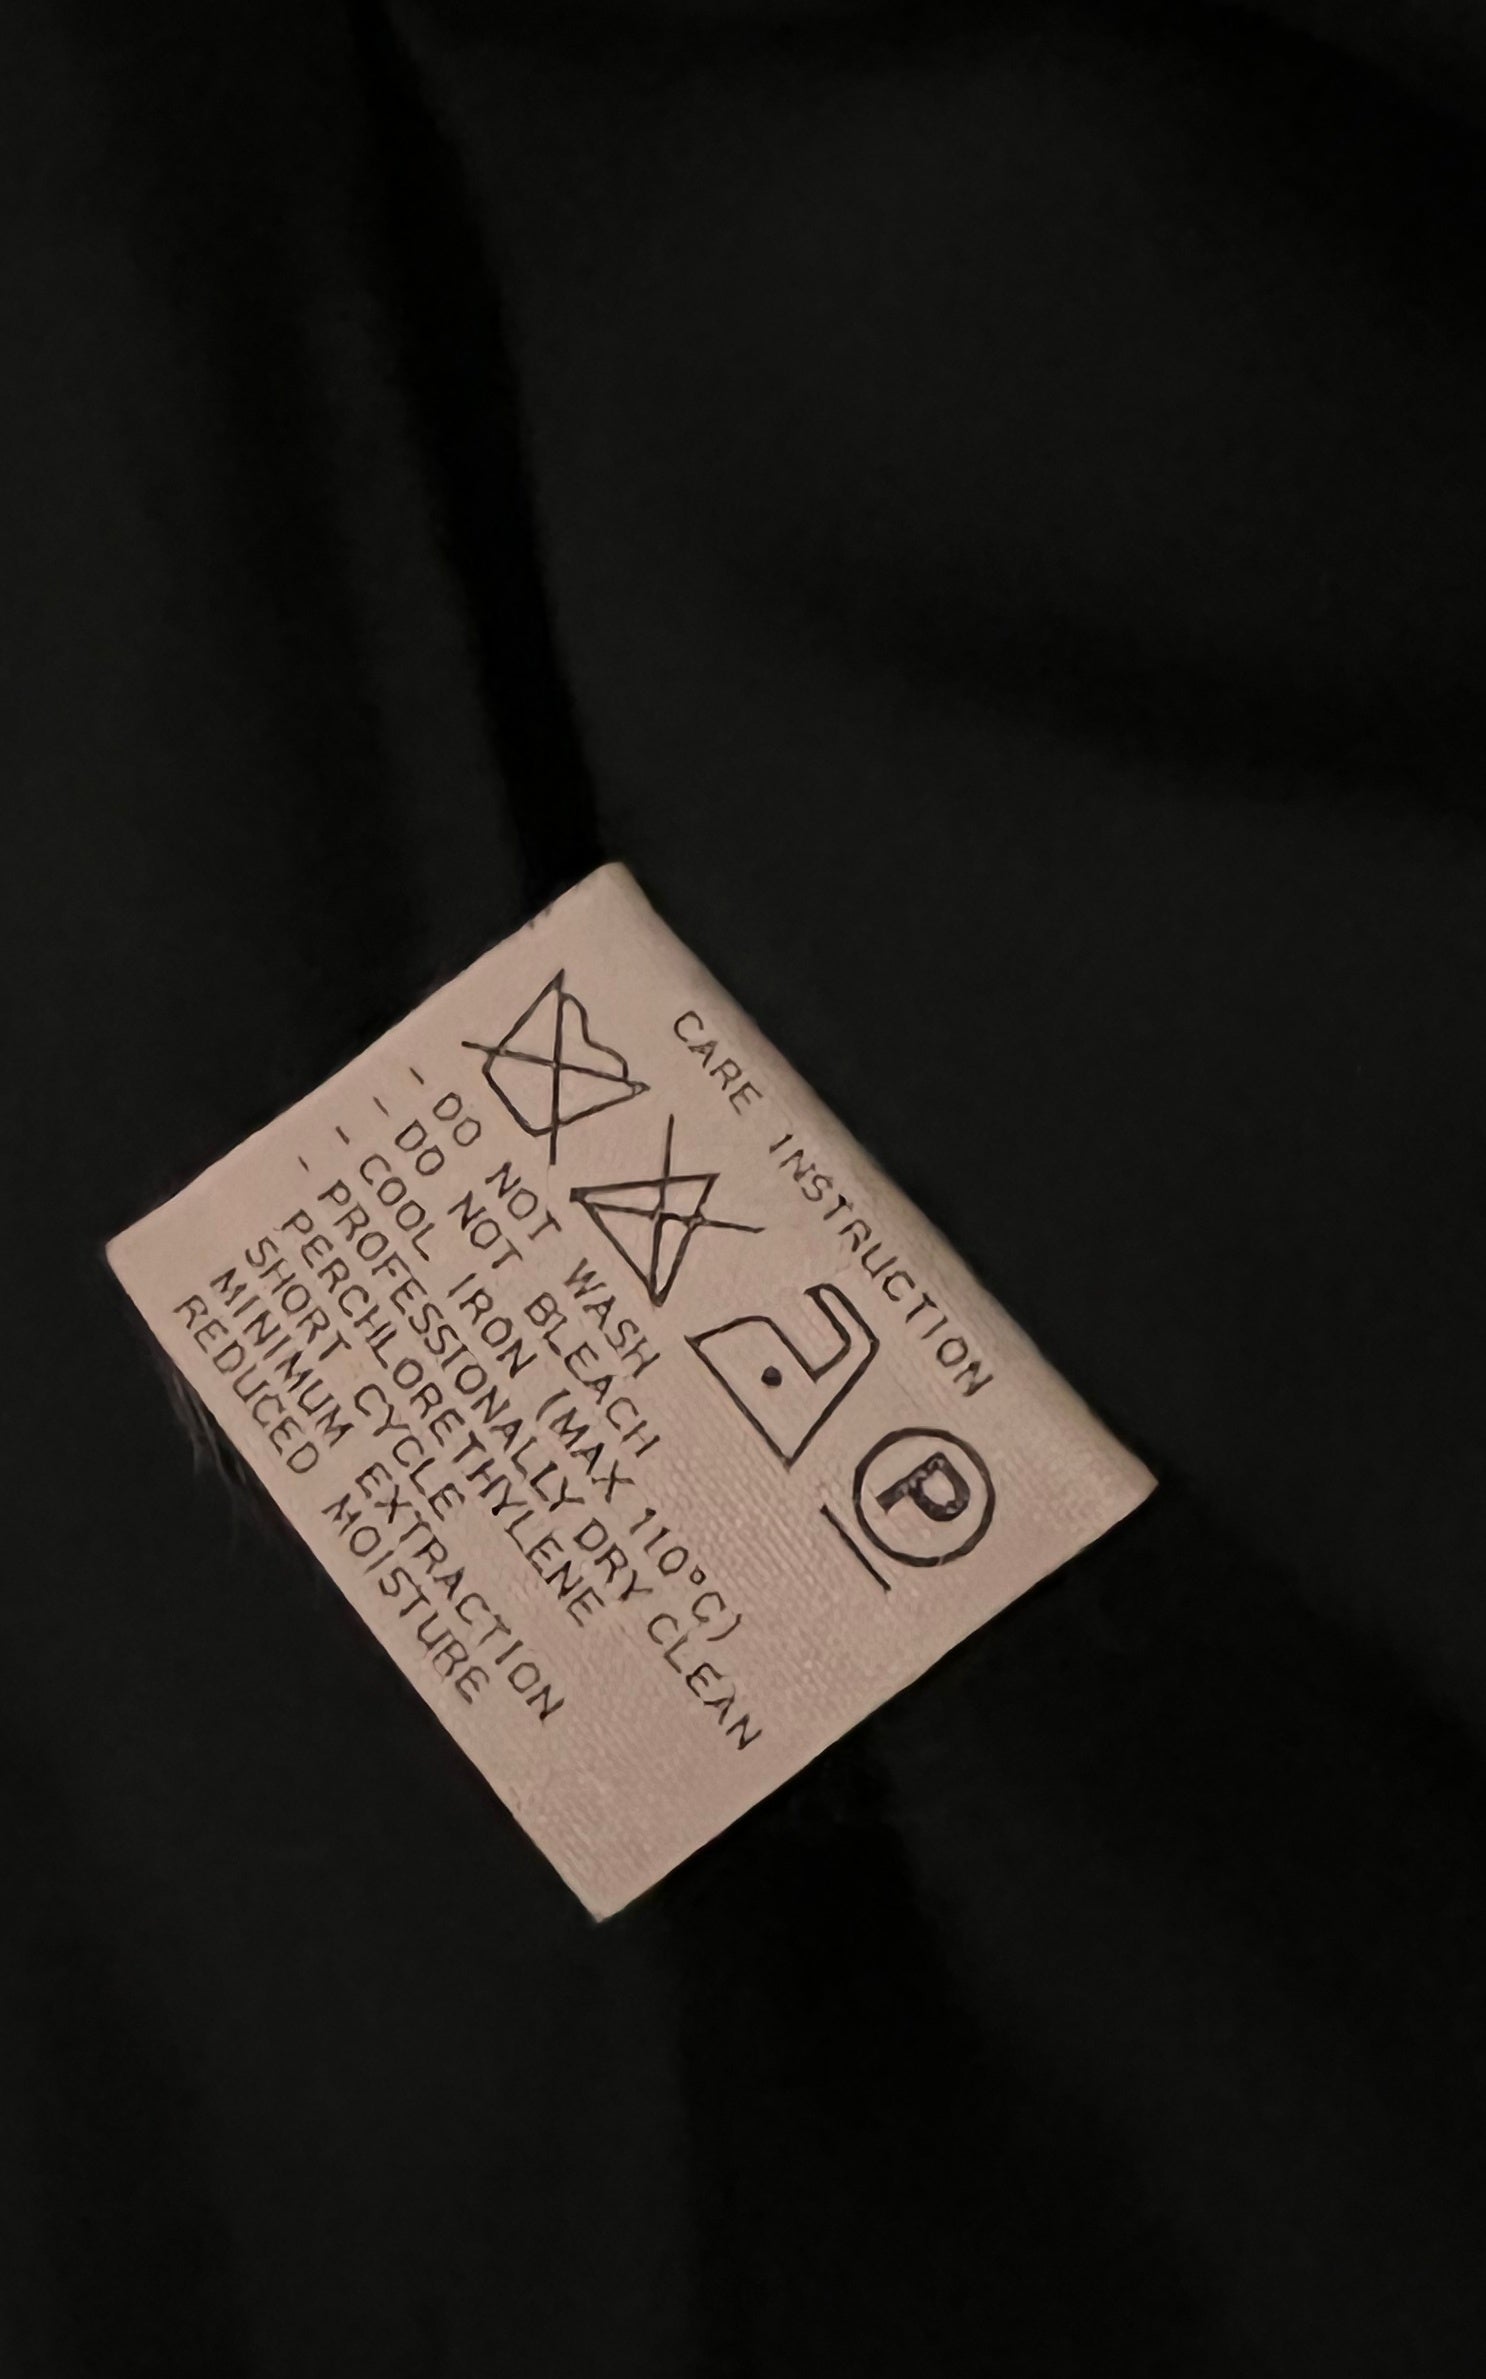 CARE INSTRUCTION
P
- DO NOT WASH
- DO NOT BLEACH
- COOL IRON (MAX 110°C)
- PROFESSIONALLY DRY CLEAN
PERCHLORETHYLENE
SHORT CYCLE
MINIMUM EXTRACTION
REDUCED MOISTURE